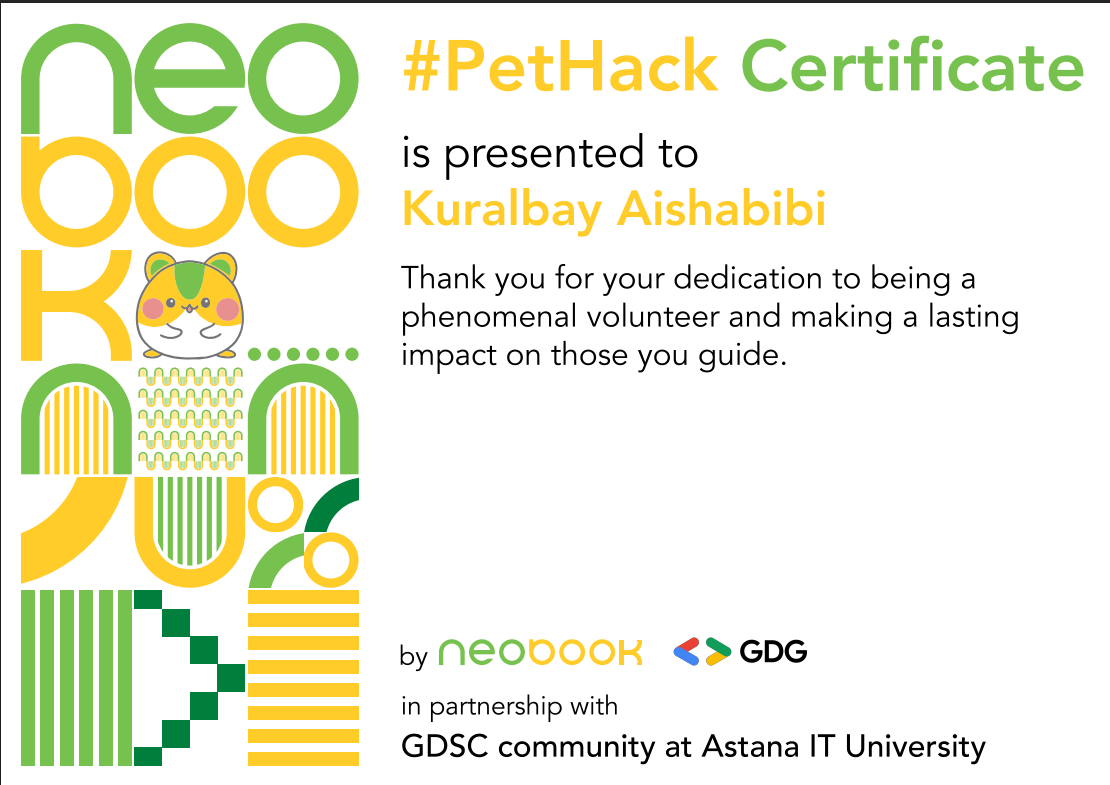 neo
boo
k
#PetHack Certificate
is presented to
Kuralbay Aishabibi
Thank you for your dedication to being a
phenomenal volunteer and making a lasting
impact on those you guide.
by neobook GDG
in partnership with
GDSC community at Astana IT University